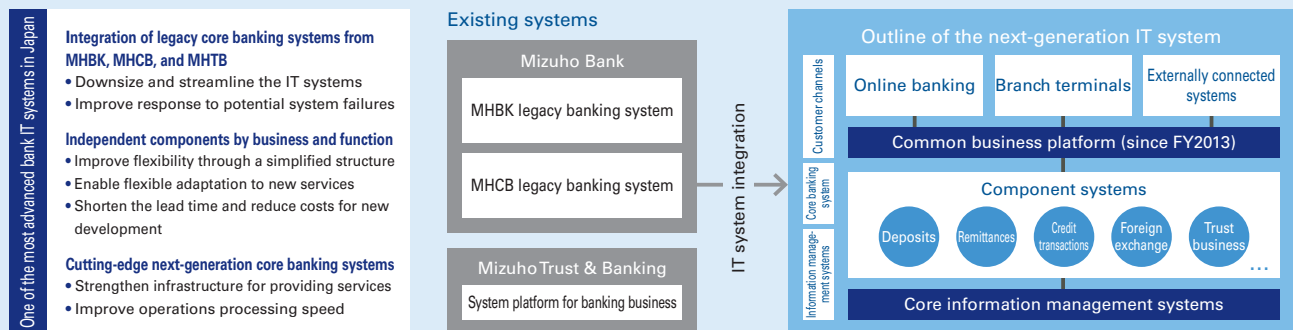 One of the most advanced bank IT systems in Japan
Integration of legacy core banking systems from
MHBK, MHCB, and MHTB
• Downsize and streamline the IT systems
• Improve response to potential system failures
Independent components by business and function
• Improve flexibility through a simplified structure
• Enable flexible adaptation to new services
• Shorten the lead time and reduce costs for new
development
Cutting-edge next-generation core banking systems
• Strengthen infrastructure for providing services
• Improve operations processing speed
Existing systems
Mizuho Bank
MHBK legacy banking system
MHCB legacy banking system
Mizuho Trust & Banking
System platform for banking business
IT system integration
Outline of the next-generation IT system
Customer channels
Online banking
Branch terminals
Externally connected
systems
Common business platform (since FY2013)
Core banking
system
Component systems
Deposits
Remittances
Credit
transactions
Foreign
exchange
Trust
business
...
Information manage-
ment systems
Core information management systems